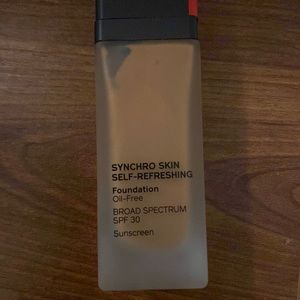 SYNCHRO SKIN
SELF-REFRESHING
Foundation
Oil-Free
BROAD SPECTRUM
SPF 30
Sunscreen